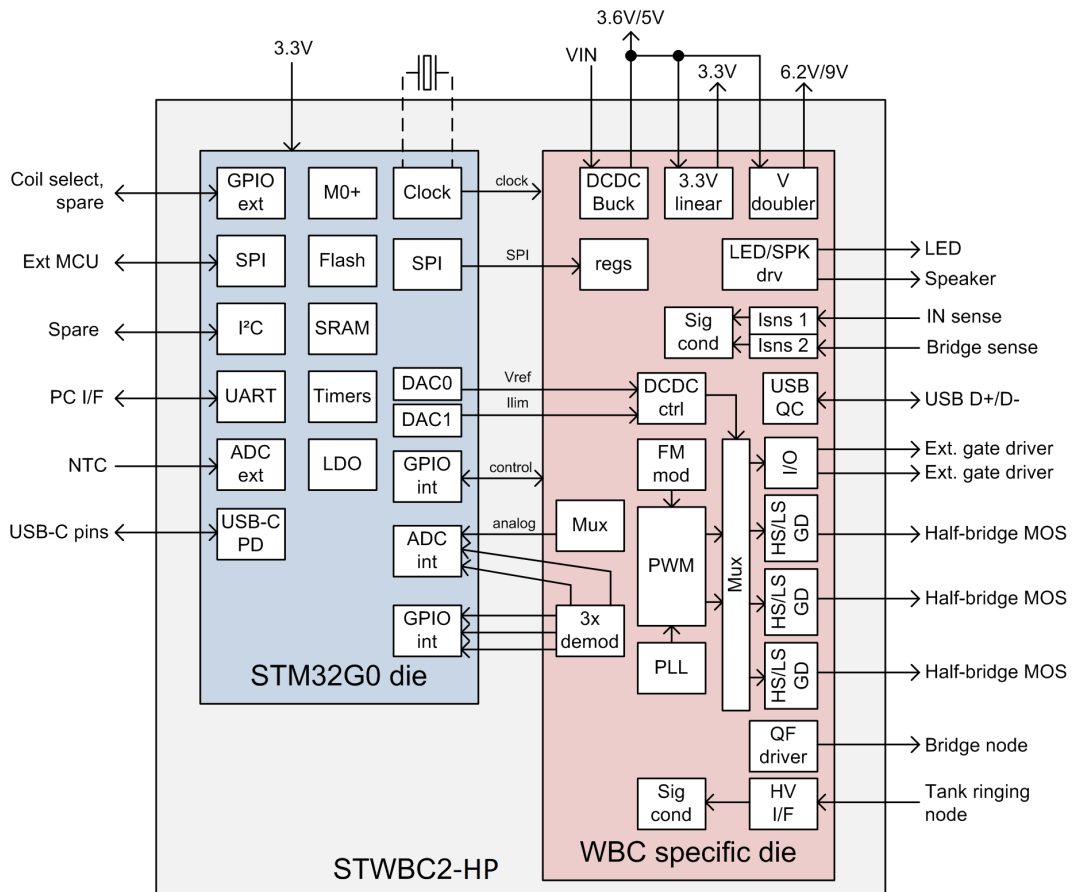 3.6V/5V
3.3V
VIN
3.3V
6.2V/9V
Coil select,
spare
GPIO
ext
M0+
Clock
clock
DCDC
Buck
3.3V
linear
V
doubler
Ext MCU
SPI
Flash
SPI
SPI
regs
LED/SPK
drv
LED
Speaker
Spare
I²C
SRAM
Sig
cond
Isns 1
Isns 2
IN sense
Bridge sense
PC I/F
UART
Timers
DAC0
DAC1
Vref
Ilim
DCDC
ctrl
USB
QC
USB D+/D-
NTC
ADC
ext
LDO
GPIO
int
control
FM
mod
I/O
Ext. gate driver
Ext. gate driver
USB-C pins
USB-C
PD
ADC
int
analog
Mux
PWM
Mux
HS/LS
GD
Half-bridge MOS
HS/LS
GD
Half-bridge MOS
GPIO
int
3x
demod
PLL
HS/LS
GD
Half-bridge MOS
STM32G0 die
QF
driver
Bridge node
Sig
cond
HV
I/F
Tank ringing
node
WBC specific die
STWBC2-HP